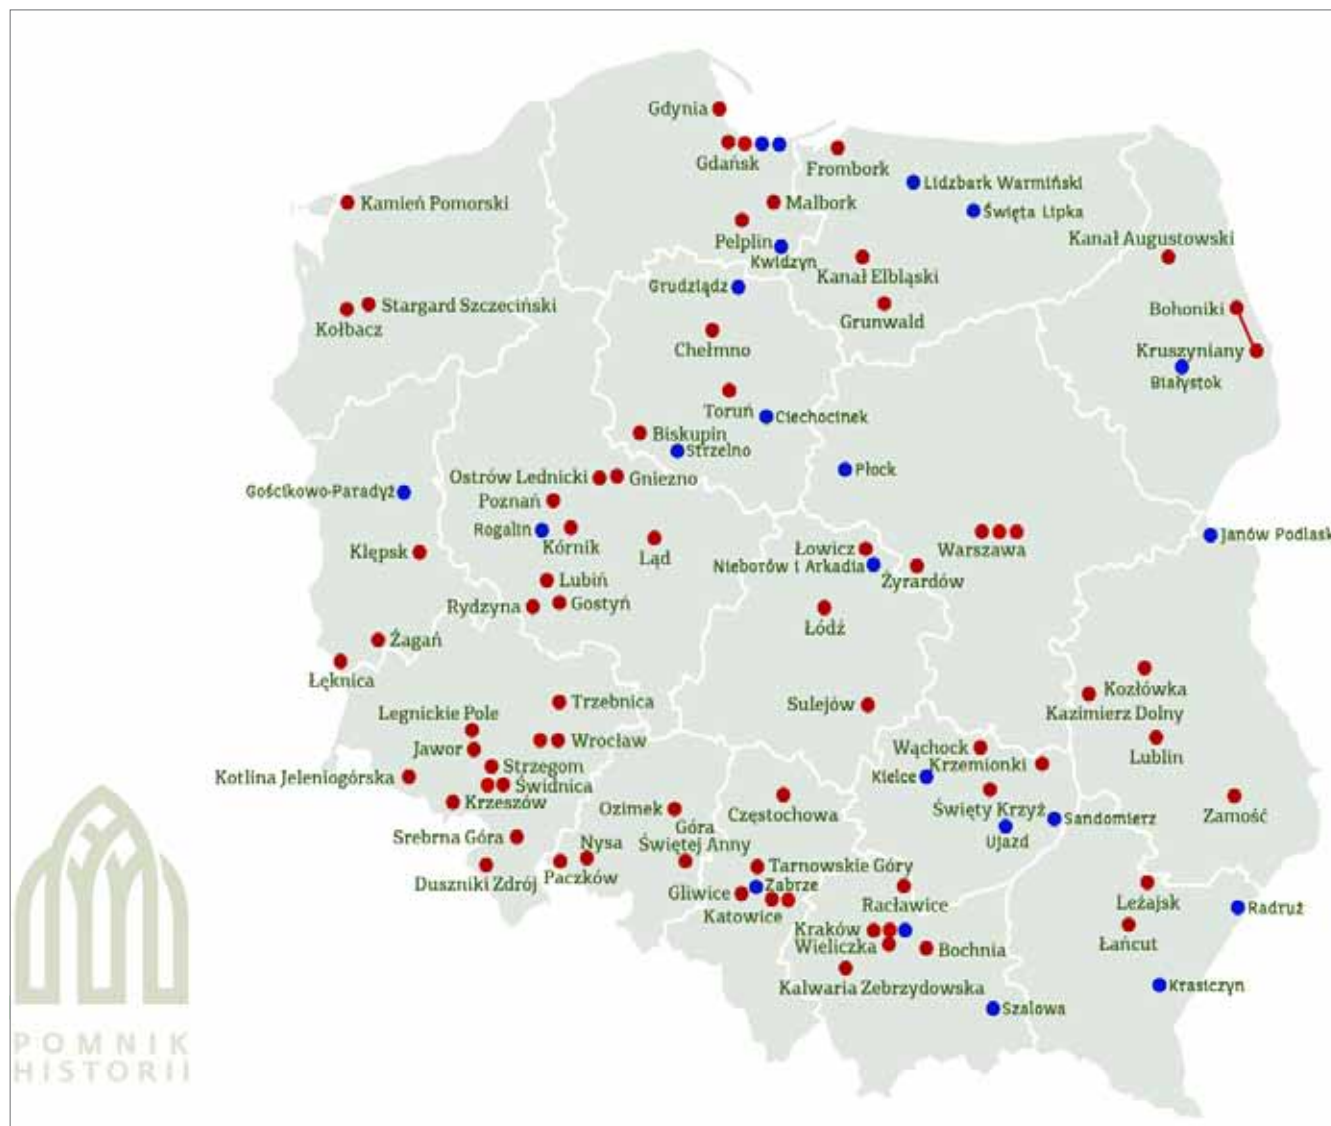 Gdynia
Gdańsk
Frombork
Lidzbark Warmiński
Kamień Pomorski
Malbork
Święta Lipka
Pelplin
Kwidzyn
Kanał Augustowski
Kanał Elbląski
Grudziądz
Stargard Szczeciński
Kołbacz
Grunwald
Bohoniki
Chełmno
Kruszyniany
Białystok
Toruń
Ciechocinek
Biskupin
Strzelno
Płock
Ostrów Lednicki
Gniezno
Gościkowo-Paradyż
Poznań
Rogalin
Kórnik
Ląd
Warszawa
Janów Podlask
Klępsk
Łowicz
Nieborów i Arkadia
Żyrardów
Lubiń
Rydzyna
Gostyń
Łódź
Żagań
Łęknica
Kozłówka
Kazimierz Dolny
Trzebnica
Sulejów
Legnickie Pole
Wrocław
Jawor
Lublin
Wąchock
Krzemionki
Strzegom
Kotlina Jeleniogórska
Świdnica
Kielce
Krzeszów
Ozimek
Częstochowa
Święty Krzyż
Sandomierz
Zamość
Góra
Świętej Anny
Ujazd
Srebrna Góra
Nysa
Paczków
Duszniki Zdrój
Tarnowskie Góry
Zabrze
Gliwice
Katowice
Racławice
Leżajsk
Radruż
Kraków
Wieliczka
Bochnia
Łańcut
Kalwaria Zebrzydowska
Krasiczyn
Szalowa
POMNIK
HISTORII